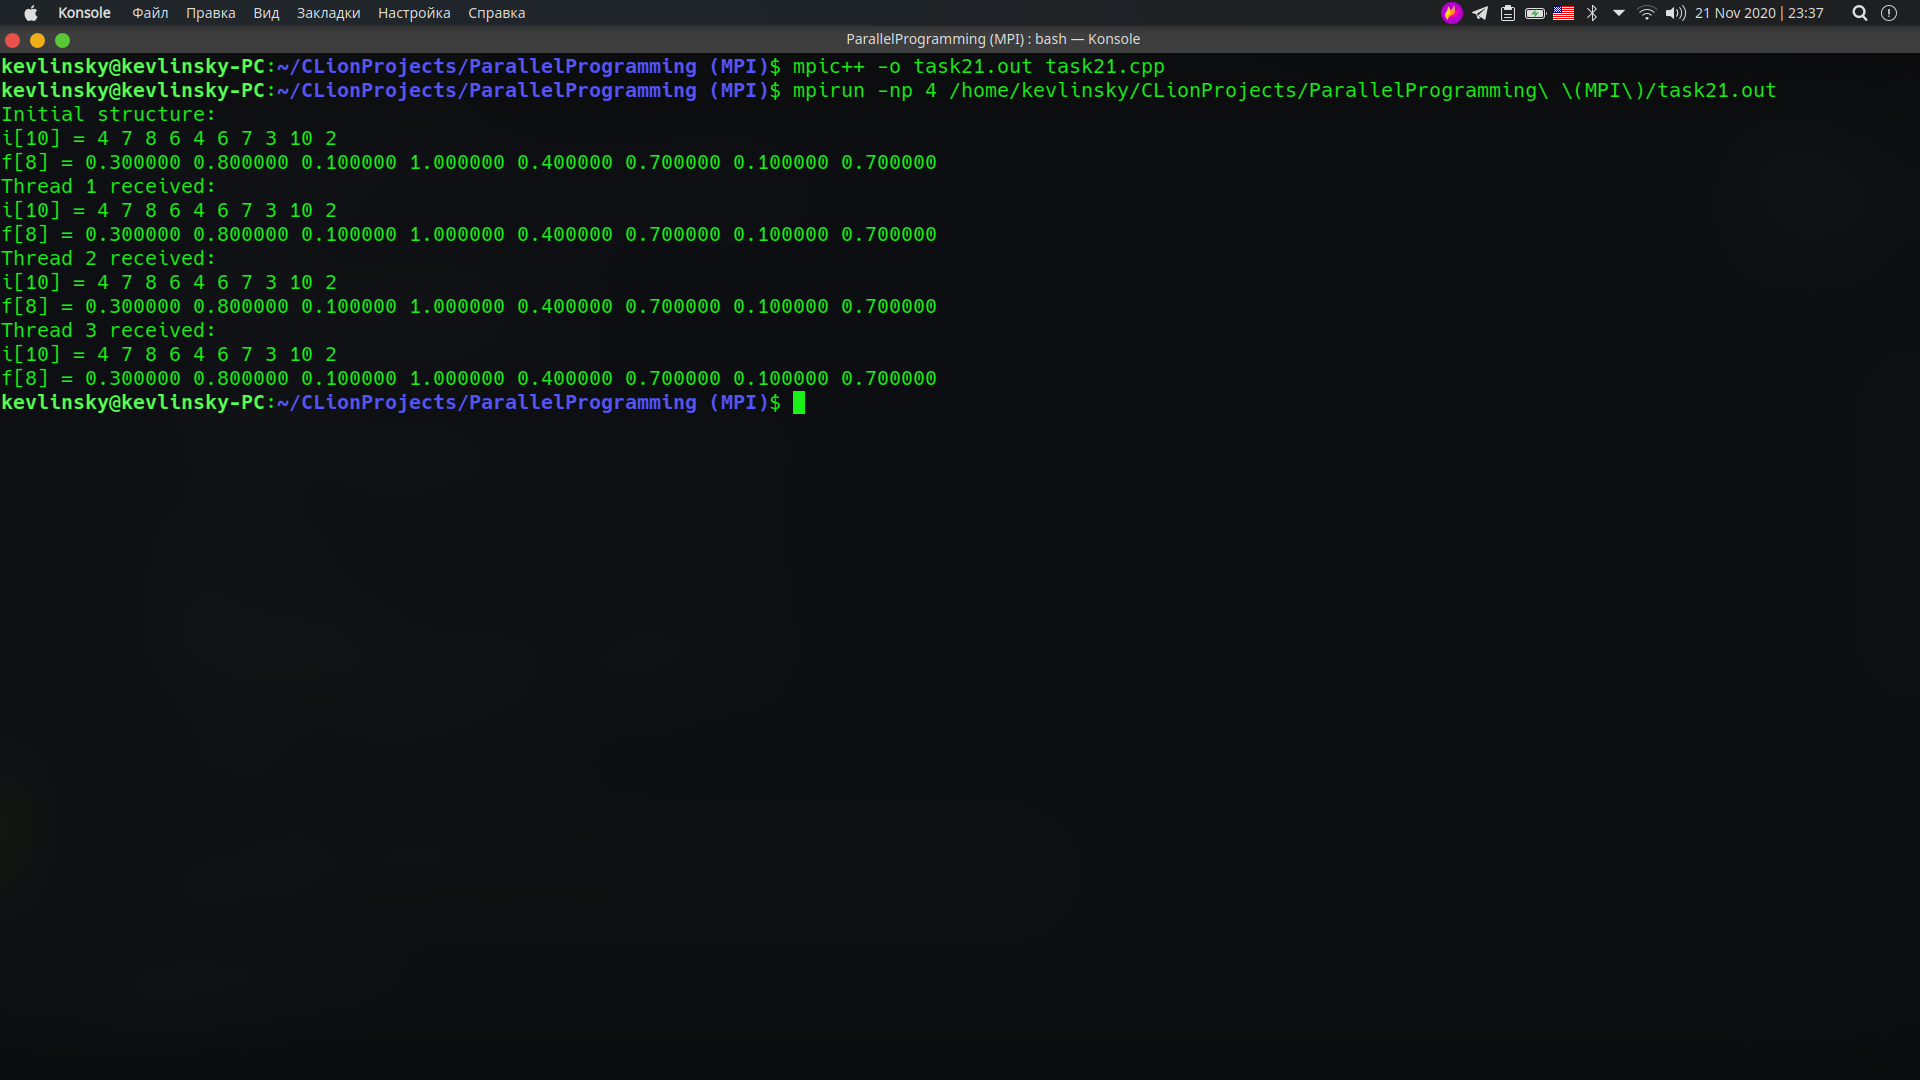 Konsole Файл Правка Вид Закладки Настройка Справка 21 Nov 2020 | 23:37
ParallelProgramming (MPI) : bash — Konsole
kevlinsky@kevlinsky-PC:~/CLionProjects/ParallelProgramming (MPI)$ mpic++ -o task21.out task21.cpp
kevlinsky@kevlinsky-PC:~/CLionProjects/ParallelProgramming (MPI)$ mpirun -np 4 /home/kevlinsky/CLionProjects/ParallelProgramming\ \(MPI\)/task21.out
Initial structure:
i[10] = 4 7 8 6 4 6 7 3 10 2
f[8] = 0.300000 0.800000 0.100000 1.000000 0.400000 0.700000 0.100000 0.700000
Thread 1 received:
i[10] = 4 7 8 6 4 6 7 3 10 2
f[8] = 0.300000 0.800000 0.100000 1.000000 0.400000 0.700000 0.100000 0.700000
Thread 2 received:
i[10] = 4 7 8 6 4 6 7 3 10 2
f[8] = 0.300000 0.800000 0.100000 1.000000 0.400000 0.700000 0.100000 0.700000
Thread 3 received:
i[10] = 4 7 8 6 4 6 7 3 10 2
f[8] = 0.300000 0.800000 0.100000 1.000000 0.400000 0.700000 0.100000 0.700000
kevlinsky@kevlinsky-PC:~/CLionProjects/ParallelProgramming (MPI)$